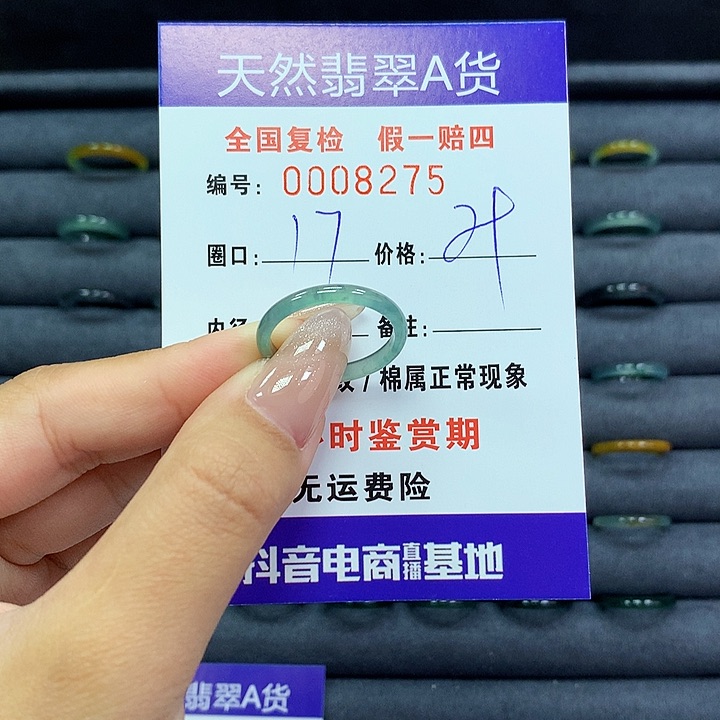 天然翡翠A货
全国复检 假一赔四
编号: 0008275
圈口: 17 价格:
内径 备注:
/ 棉属正常现象
时鉴赏期
无运费险
抖音电商直播基地
翡翠A货